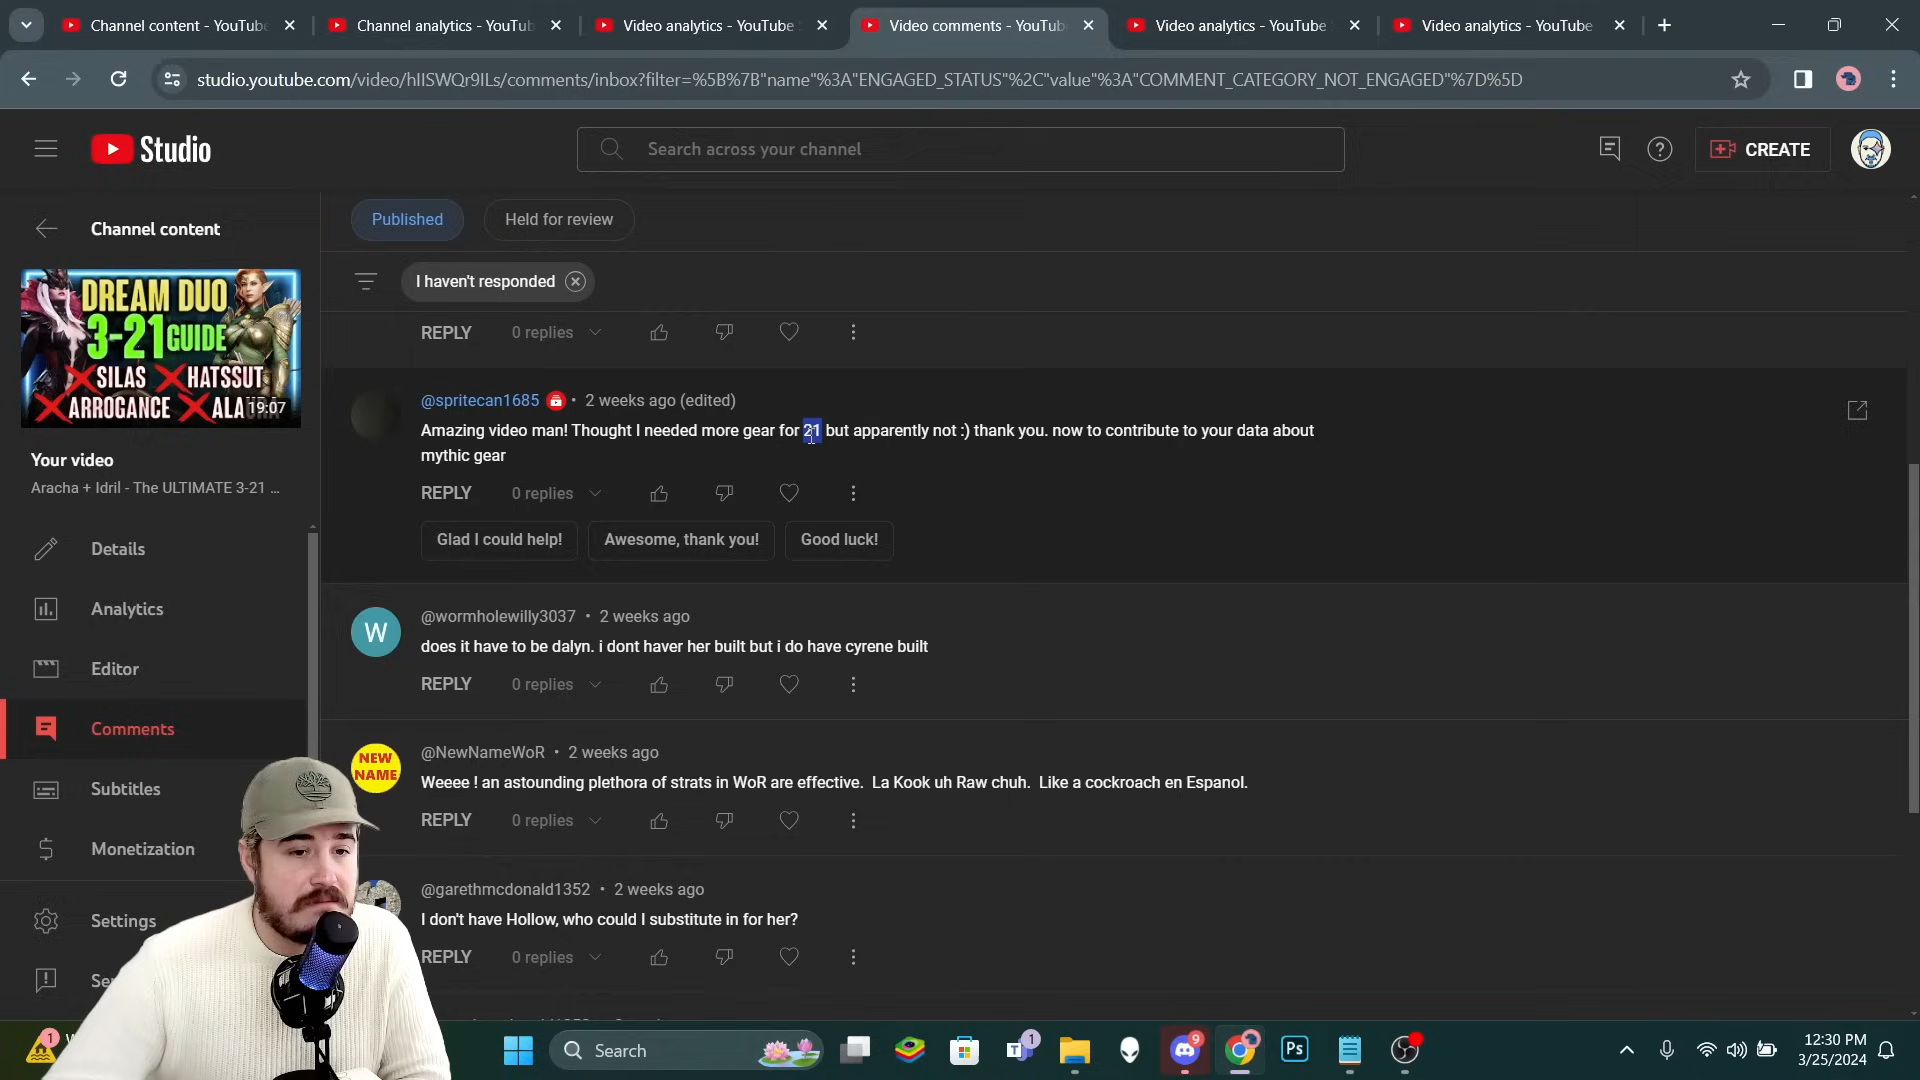 Channel content - YouTube
Channel analytics - YouTub
Video analytics - YouTube S
Video comments - YouTub
Video analytics - YouTube
Video analytics - YouTube
studio.youtube.com/video/hIISWQr9ILs/comments/inbox?filter=%5B%7B"name"%3A"ENGAGED_STATUS"%2C"value"%3A"COMMENT_CATEGORY_NOT_ENGAGED"%7D%5D
Studio
Search across your channel
CREATE
Channel content
DREAM DUO
3-21 GUIDE
SILAS HATSSUT
ARROGANCE
19:07
Your video
Aracha + Idril - The ULTIMATE 3-21 ...
Details
Analytics
Editor
Comments
Subtitles
Monetization
Settings
Published
Held for review
I haven't responded
REPLY 0 replies
@spritecan1685 • 2 weeks ago (edited)
Amazing video man! Thought I needed more gear for 21 but apparently not :) thank you. now to contribute to your data about
mythic gear
REPLY 0 replies
Glad I could help! Awesome, thank you! Good luck!
W
@wormholewilly3037 • 2 weeks ago
does it have to be dalyn. i dont haver her built but i do have cyrene built
REPLY 0 replies
NEW
NAME
@NewNameWoR • 2 weeks ago
Weeee ! an astounding plethora of strats in WoR are effective. La Kook uh Raw chuh. Like a cockroach en Espanol.
REPLY 0 replies
@garethmcdonald1352 • 2 weeks ago
I don't have Hollow, who could I substitute in for her?
REPLY 0 replies
1
Search
1
9
Ps
12:30 PM
3/25/2024